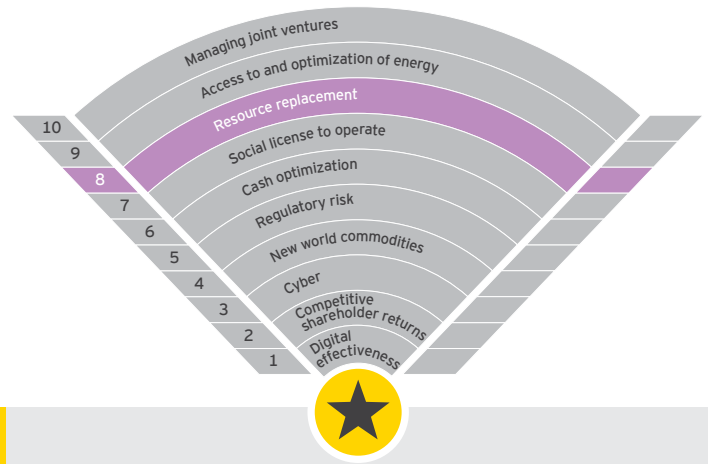 Managing joint ventures
Access to and optimization of energy
Resource replacement
Social license to operate
Cash optimization
Regulatory risk
New world commodities
Cyber
Competitive
shareholder returns
Digital
effectiveness
10
9
8
7
6
5
4
3
2
1